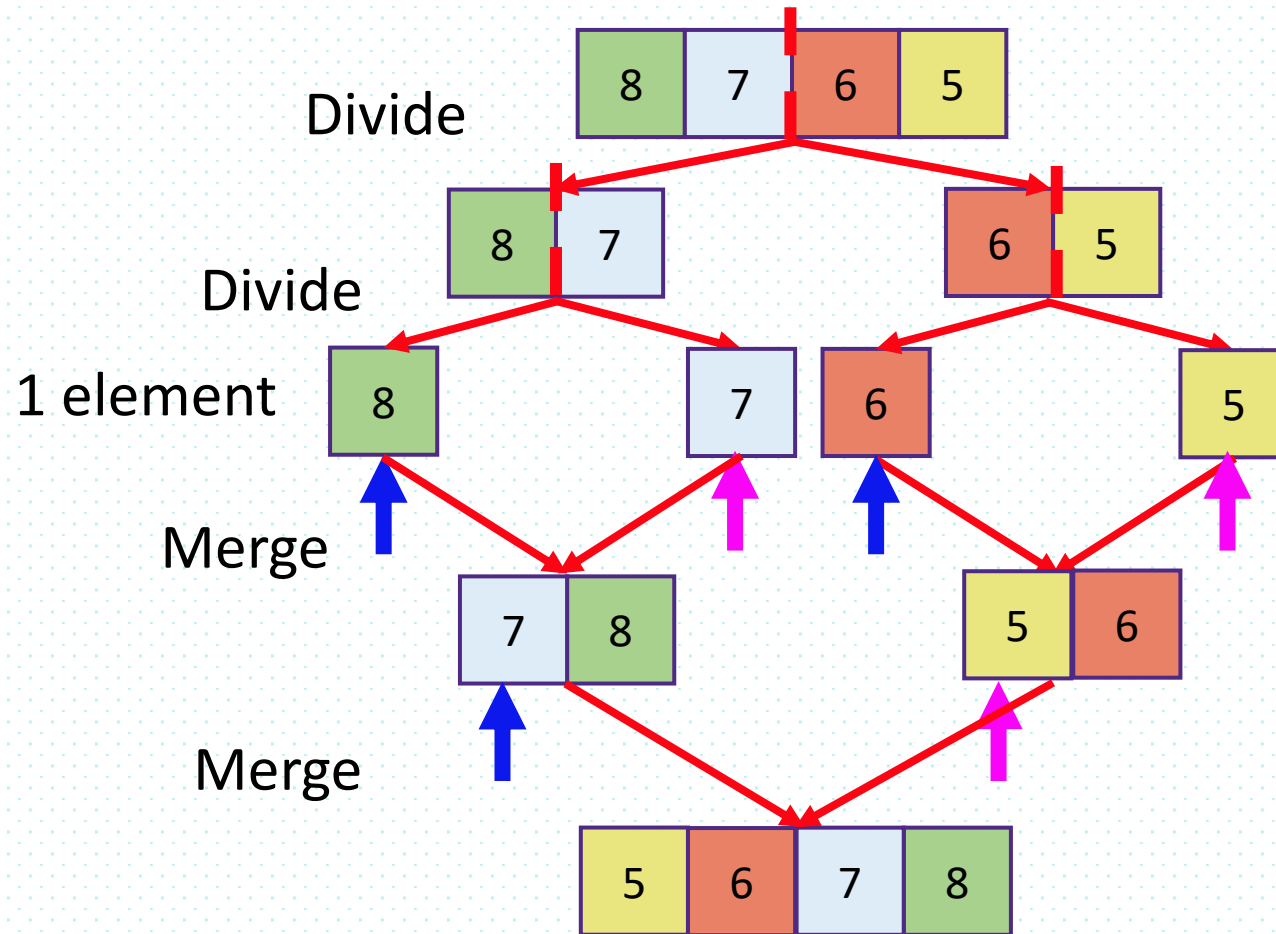 8 7 6 5
Divide
8 7 6 5
Divide
1 element 8 7 6 5
Merge
7 8 5 6
Merge
5 6 7 8